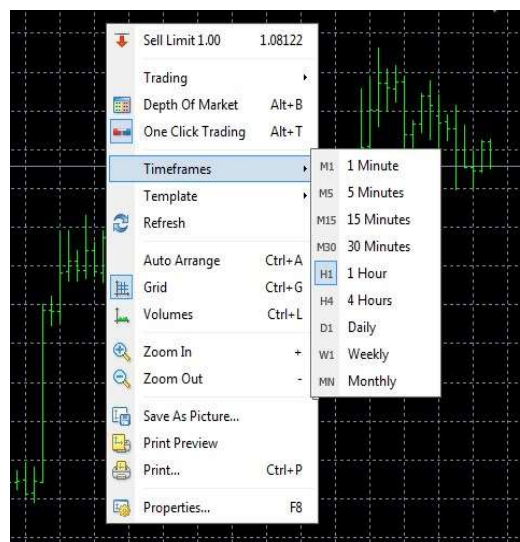 Sell Limit 1.00 1.08122
Trading
Depth Of Market Alt+B
One Click Trading Alt+T
Timeframes
Template
Refresh
Auto Arrange Ctrl+A
Grid Ctrl+G
Volumes Ctrl+L
Zoom In +
Zoom Out -
Save As Picture...
Print Preview
Print... Ctrl+P
Properties... F8
M1 1 Minute
M5 5 Minutes
M15 15 Minutes
M30 30 Minutes
H1 1 Hour
H4 4 Hours
D1 Daily
W1 Weekly
MN Monthly